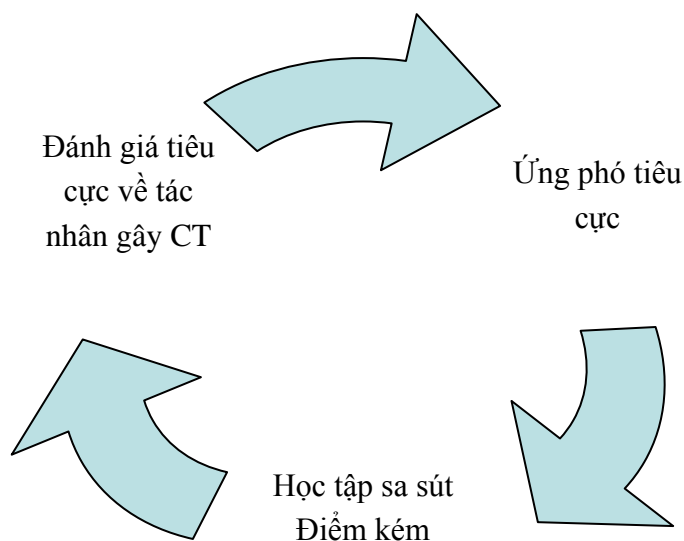 Đánh giá tiêu
cực về tác
nhân gây CT
Ứng phó tiêu
cực
Học tập sa sút
Điểm kém